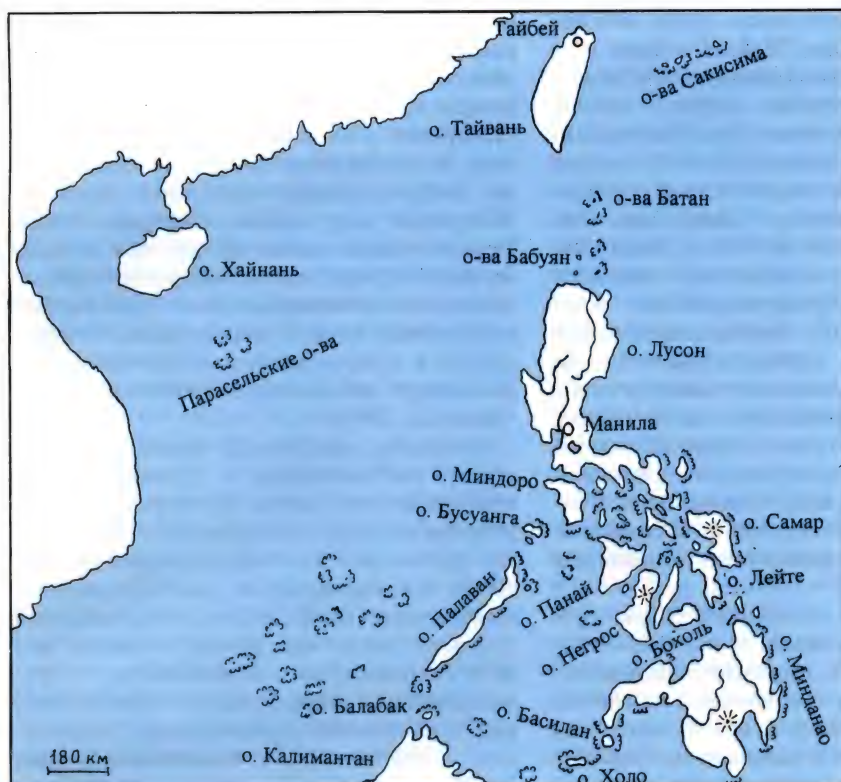 Тайбей
о-ва Сакисима
о. Тайвань
о-ва Батан
о-ва Бабуян
о. Хайнань
о. Лусон
Парасельские о-ва
Манила
о. Миндоро
о. Бусуанга
о. Самар
о. Палаван
о. Панай
о. Лейте
о. Негрос
о. Бохоль
о. Минданао
о. Балабак
о. Басилан
о. Калимантан
180 км
о. Холо